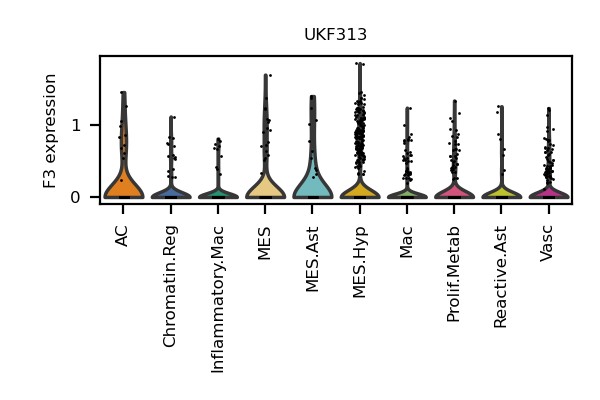 UKF313
F3 expression
1
0
AC
Chromatin.Reg
Inflammatory.Mac
MES
MES.Ast
MES.Hyp
Mac
Prolif.Metab
Reactive.Ast
Vasc